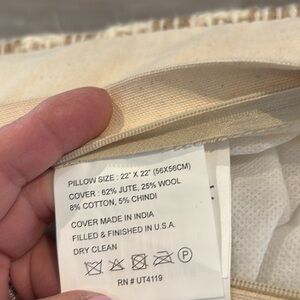 PILLOW SIZE : 22" X 22" (56X56CM)
COVER : 62% JUTE, 25% WOOL
8% COTTON, 5% CHINDI
COVER MADE IN INDIA
FILLED & FINISHED IN U.S.A.
DRY CLEAN
P
RN # UT4119